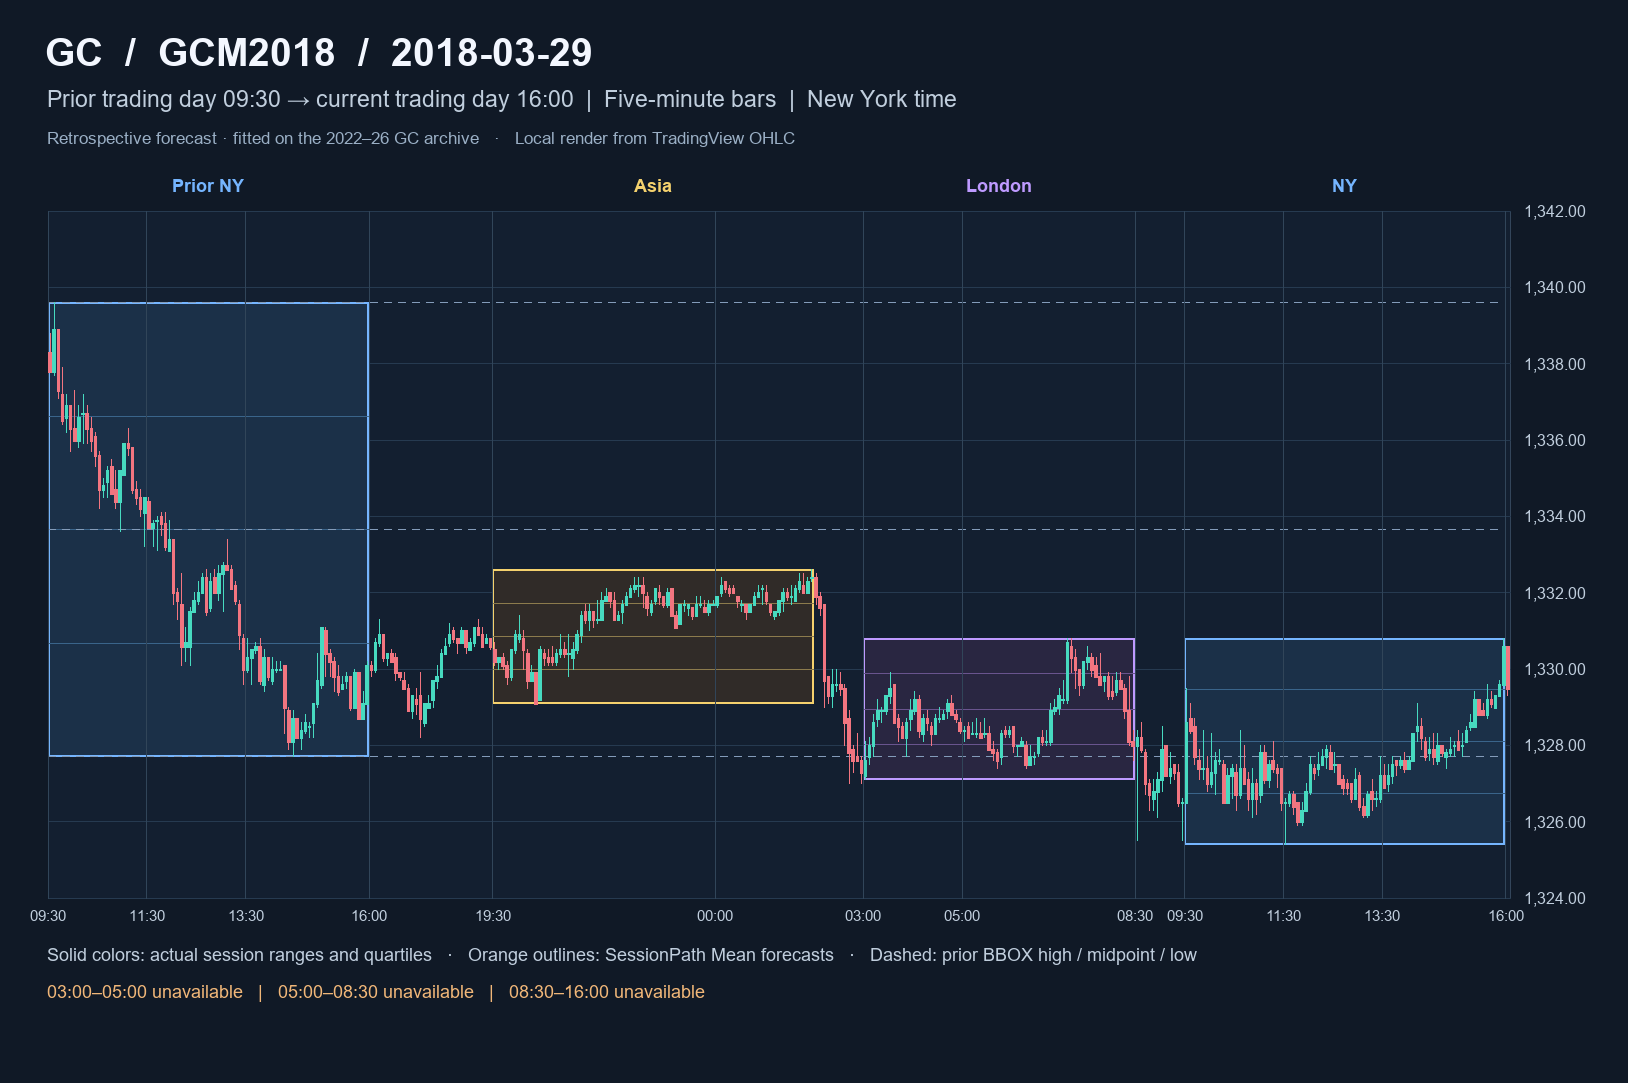 GC / GCM2018 / 2018-03-29
Prior trading day 09:30 → current trading day 16:00 | Five-minute bars | New York time
Retrospective forecast · fitted on the 2022–26 GC archive · Local render from TradingView OHLC
Prior NY Asia London NY
1,342.00
1,340.00
1,338.00
1,336.00
1,334.00
1,332.00
1,330.00
1,328.00
1,326.00
1,324.00
09:30 11:30 13:30 16:00 19:30 00:00 03:00 05:00 08:30 09:30 11:30 13:30 16:00
Solid colors: actual session ranges and quartiles · Orange outlines: SessionPath Mean forecasts · Dashed: prior BBOX high / midpoint / low
03:00–05:00 unavailable | 05:00–08:30 unavailable | 08:30–16:00 unavailable